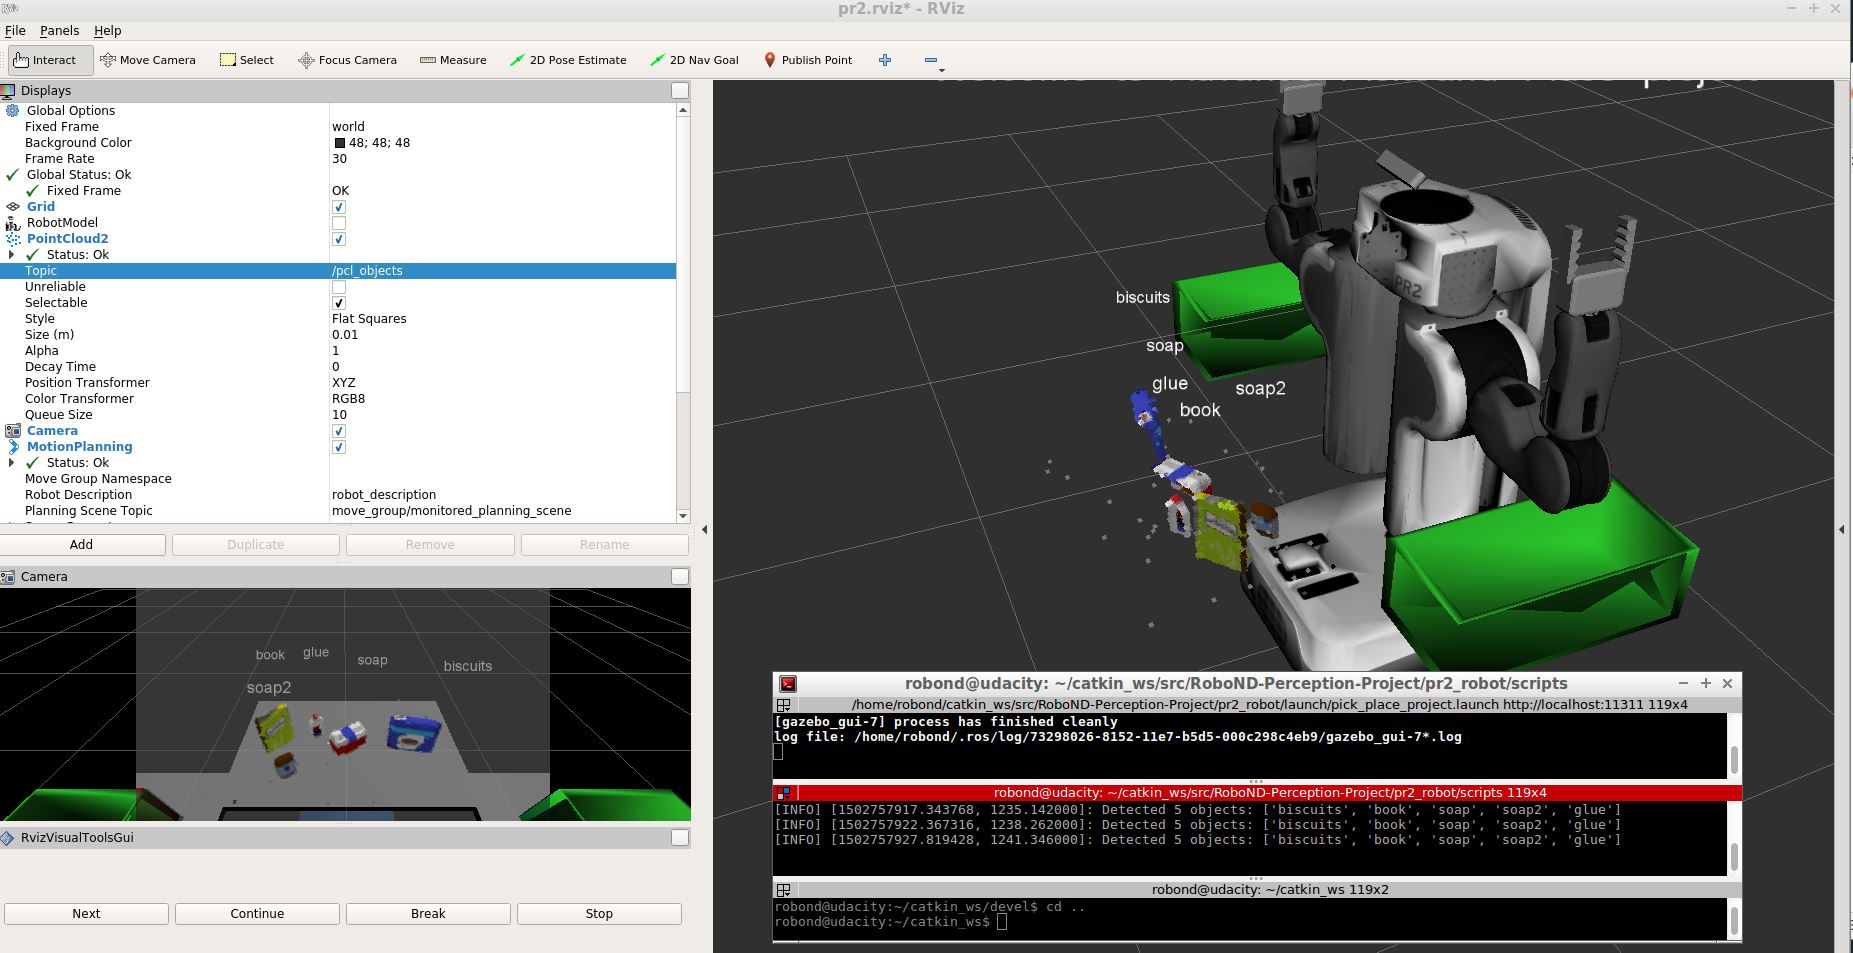 pr2.rviz* - RViz
File Panels Help
Interact Move Camera Select Focus Camera Measure 2D Pose Estimate 2D Nav Goal Publish Point
Displays
Global Options
Fixed Frame world
Background Color 48; 48; 48
Frame Rate 30
Global Status: Ok
Fixed Frame OK
Grid
RobotModel
PointCloud2
Status: Ok
Topic /pcl_objects
Unreliable
Selectable
Style Flat Squares
Size (m) 0.01
Alpha 1
Decay Time 0
Position Transformer XYZ
Color Transformer RGB8
Queue Size 10
Camera
MotionPlanning
Status: Ok
Move Group Namespace
Robot Description robot_description
Planning Scene Topic move_group/monitored_planning_scene
Add Duplicate Remove Rename
Camera
book glue soap biscuits
soap2
RvizVisualToolsGui
Next Continue Break Stop
biscuits
soap
glue
soap2
book
PR2
robond@udacity: ~/catkin_ws/src/RoboND-Perception-Project/pr2_robot/scripts
/home/robond/catkin_ws/src/RoboND-Perception-Project/pr2_robot/launch/pick_place_project.launch http://localhost:11311 119x4
[gazebo_gui-7] process has finished cleanly
log file: /home/robond/.ros/log/73298026-8152-11e7-b5d5-000c298c4eb9/gazebo_gui-7*.log
robond@udacity: ~/catkin_ws/src/RoboND-Perception-Project/pr2_robot/scripts 119x4
[INFO] [1502757917.343768, 1235.142000]: Detected 5 objects: ['biscuits', 'book', 'soap', 'soap2', 'glue']
[INFO] [1502757922.367316, 1238.262000]: Detected 5 objects: ['biscuits', 'book', 'soap', 'soap2', 'glue']
[INFO] [1502757927.819428, 1241.346000]: Detected 5 objects: ['biscuits', 'book', 'soap', 'soap2', 'glue']
robond@udacity: ~/catkin_ws 119x2
robond@udacity:~/catkin_ws/devel$ cd ..
robond@udacity:~/catkin_ws$